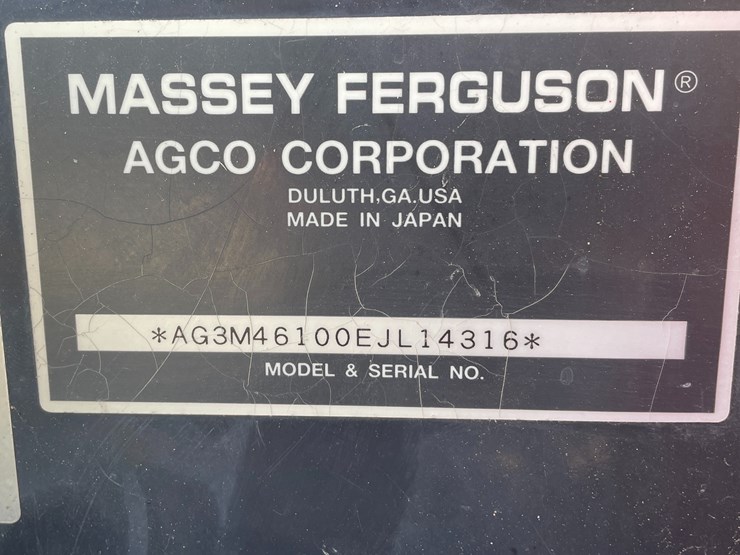 MASSEY FERGUSON®
AGCO CORPORATION
DULUTH,GA.USA
MADE IN JAPAN
*AG3M46100EJL14316*
MODEL & SERIAL NO.